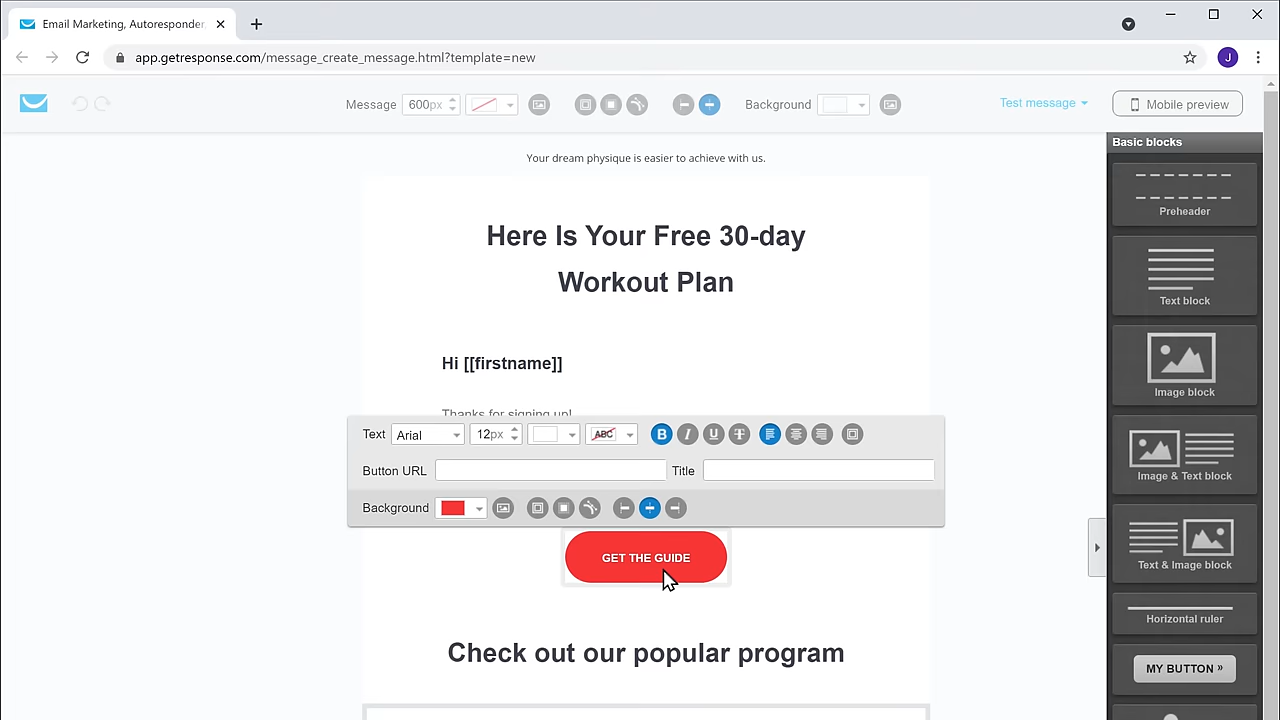 Email Marketing, Autoresponder
app.getresponse.com/message_create_message.html?template=new
J
Message 600px Background Test message Mobile preview
Your dream physique is easier to achieve with us.
Here Is Your Free 30-day
Workout Plan
Hi [[firstname]]
Thanks for signing up!
Text Arial 12px ABC B I U T
Button URL Title
Background
GET THE GUIDE
Check out our popular program
Basic blocks
Preheader
Text block
Image block
Image & Text block
Text & Image block
Horizontal ruler
MY BUTTON »